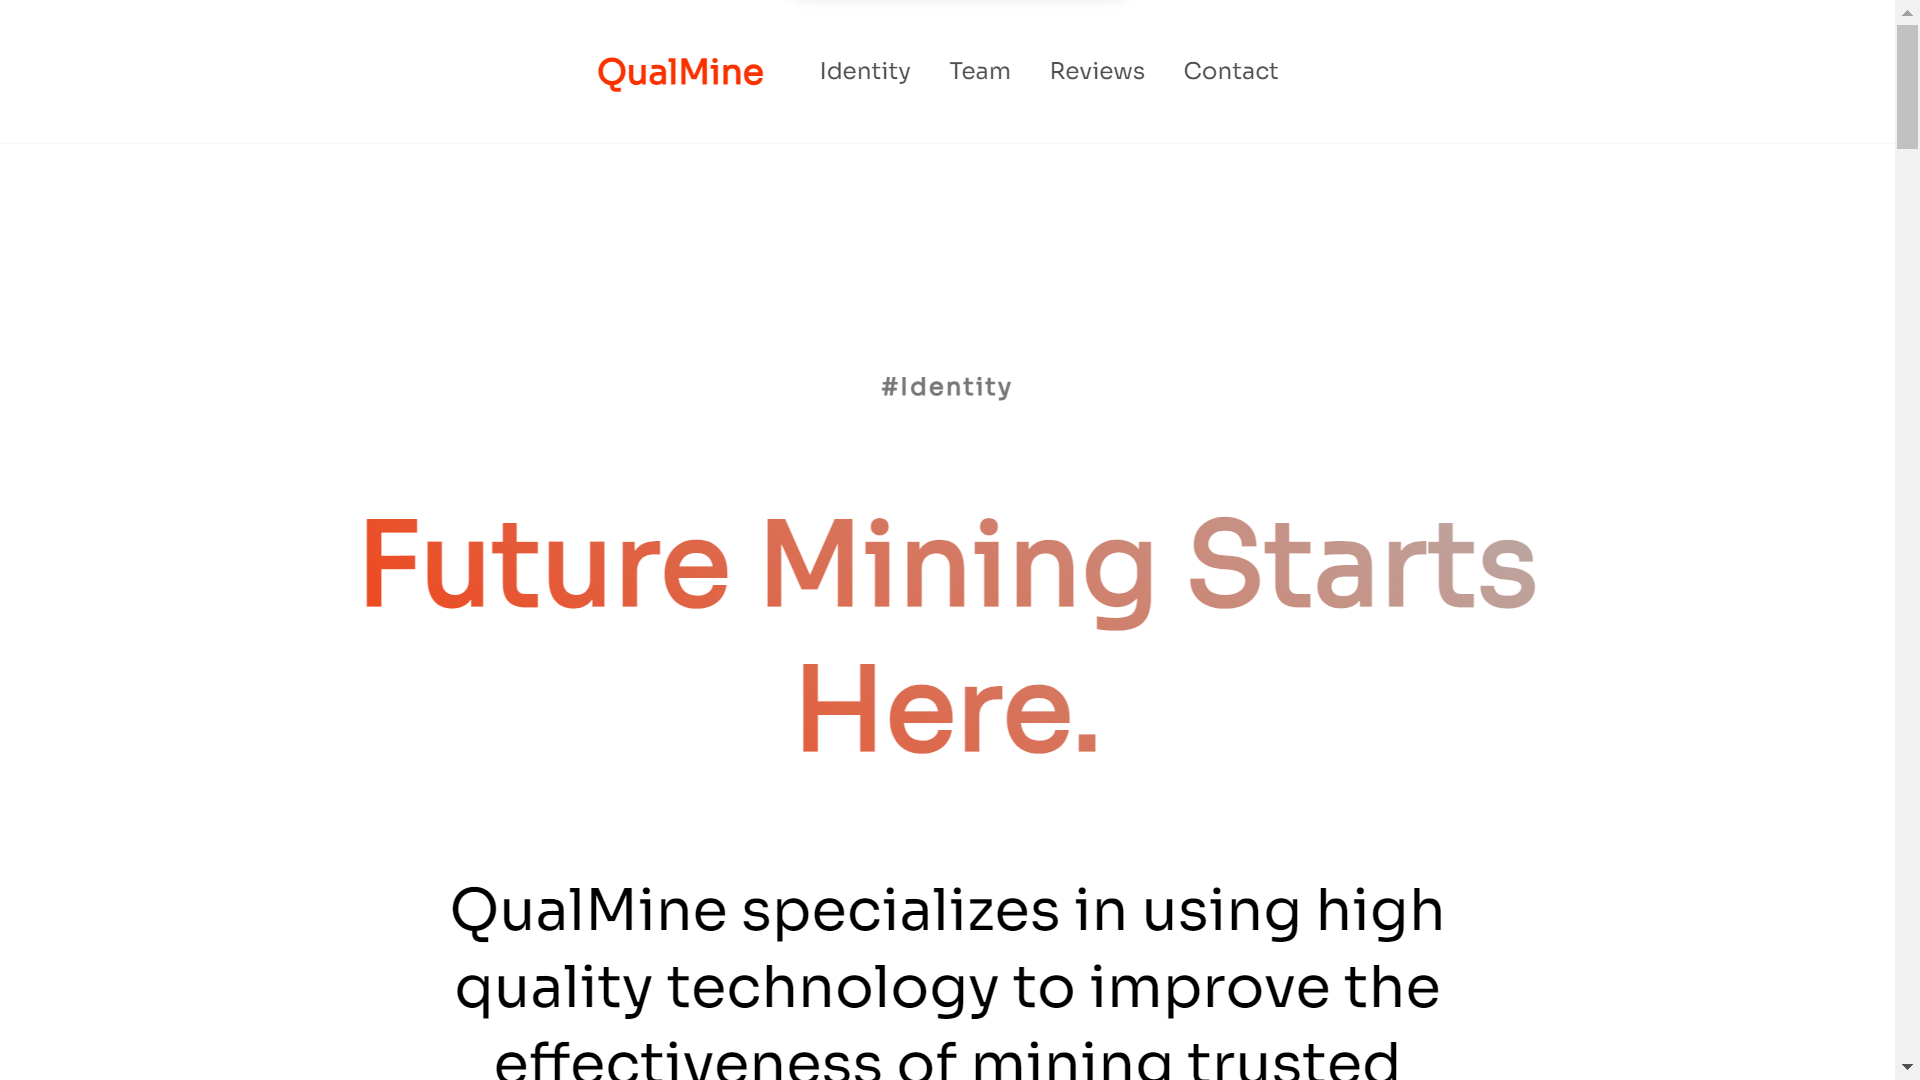 QualMine Identity Team Reviews Contact
#Identity
Future Mining Starts
Here.
QualMine specializes in using high
quality technology to improve the
effectiveness of mining trusted